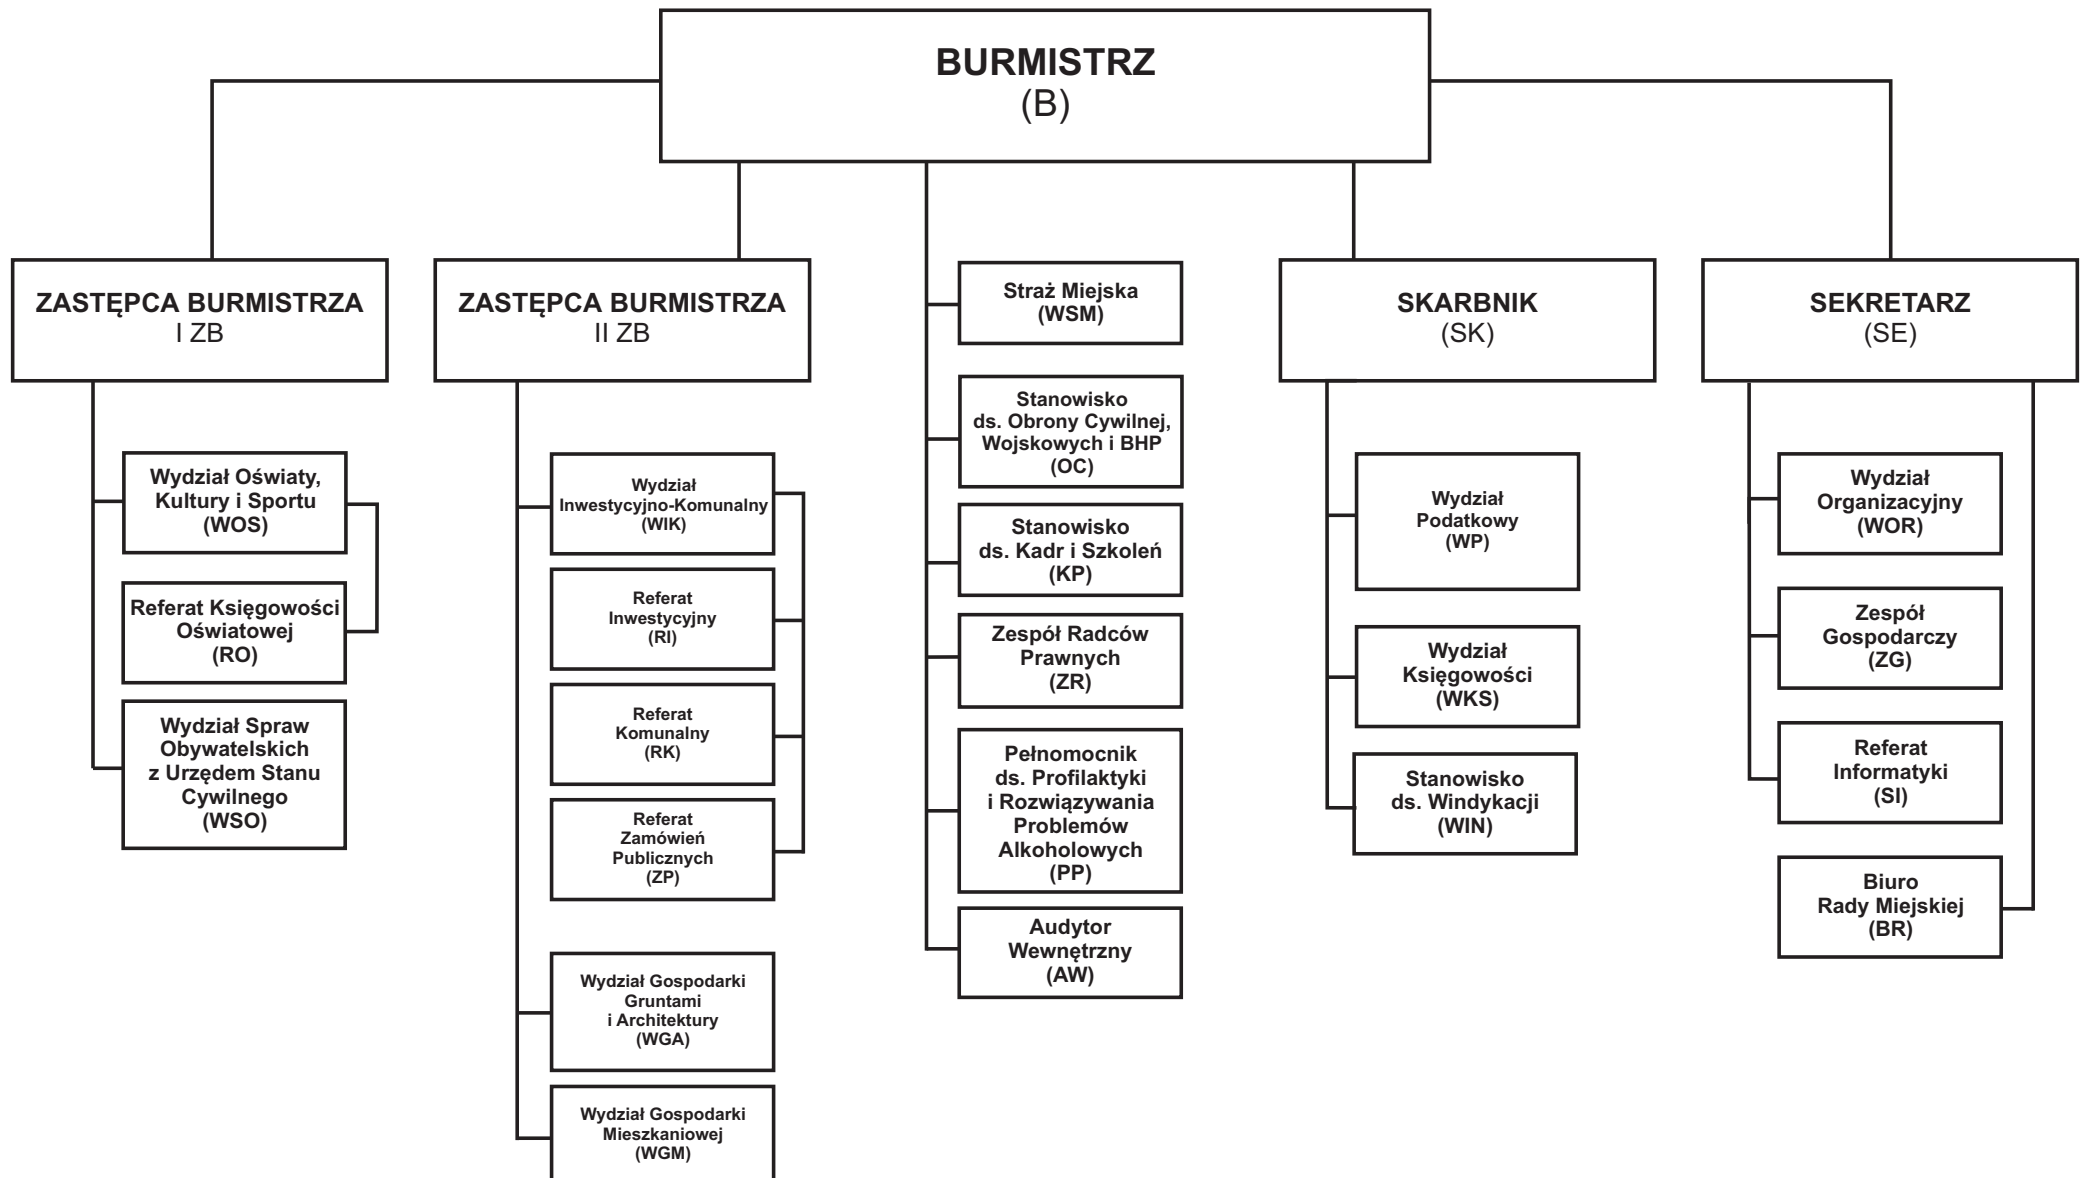 BURMISTRZ
(B)
ZASTĘPCA BURMISTRZA
I ZB
Wydział Oświaty,
Kultury i Sportu
(WOS)
Referat Księgowości
Oświatowej
(RO)
Wydział Spraw
Obywatelskich
z Urzędem Stanu
Cywilnego
(WSO)
ZASTĘPCA BURMISTRZA
II ZB
Wydział
Inwestycyjno-Komunalny
(WIK)
Referat
Inwestycyjny
(RI)
Referat
Komunalny
(RK)
Referat
Zamówień
Publicznych
(ZP)
Wydział Gospodarki
Gruntami
i Architektury
(WGA)
Wydział Gospodarki
Mieszkaniowej
(WGM)
Straż Miejska
(WSM)
Stanowisko
ds. Obrony Cywilnej,
Wojskowych i BHP
(OC)
Stanowisko
ds. Kadr i Szkoleń
(KP)
Zespół Radców
Prawnych
(ZR)
Pełnomocnik
ds. Profilaktyki
i Rozwiązywania
Problemów
Alkoholowych
(PP)
Audytor
Wewnętrzny
(AW)
SKARBNIK
(SK)
Wydział
Podatkowy
(WP)
Wydział
Księgowości
(WKS)
Stanowisko
ds. Windykacji
(WIN)
SEKRETARZ
(SE)
Wydział
Organizacyjny
(WOR)
Zespół
Gospodarczy
(ZG)
Referat
Informatyki
(SI)
Biuro
Rady Miejskiej
(BR)